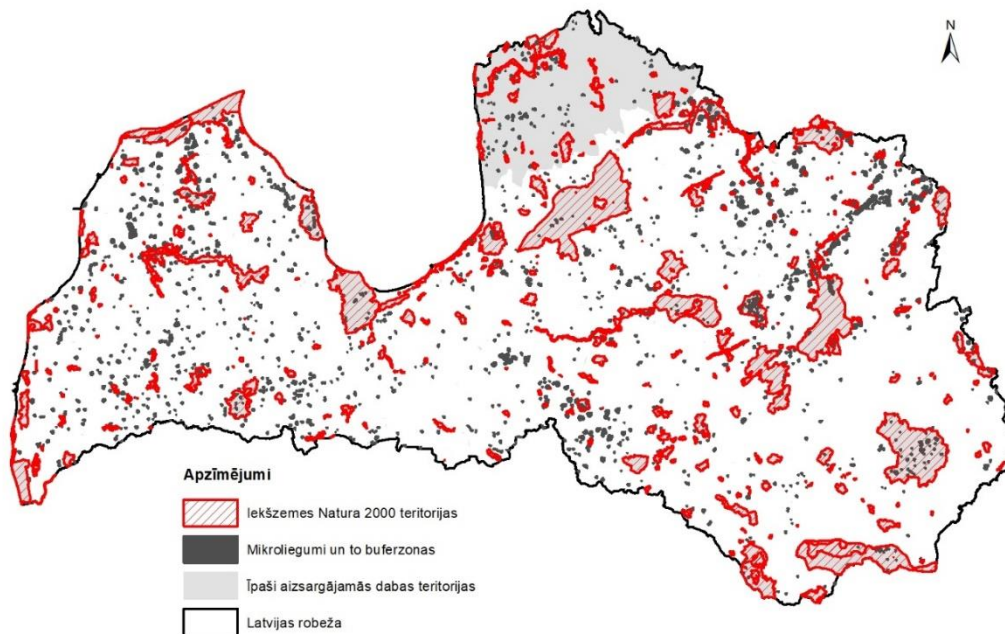 N
Apzīmējumi
Iekšzemes Natura 2000 teritorijas
Mikroliegumi un to buferzonas
Īpaši aizsargājamās dabas teritorijas
Latvijas robeža